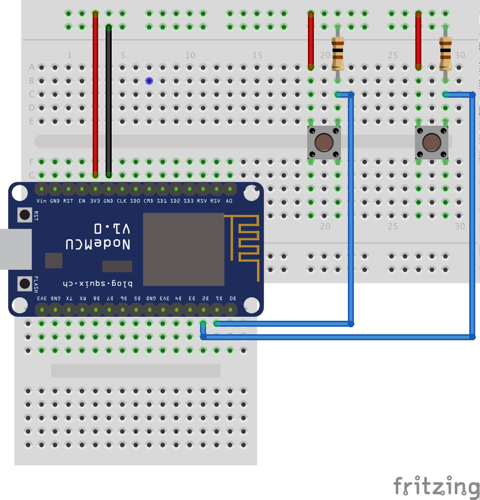 1 5 10 15 20 25 30
A
B
C
D
E
F
G
Vin GND RST EN 3V3 GND CLK SD0 CMD SD1 SD2 SD3 RSV RSV A0
RST
NodeMCU
V1.0
FLASH
blog.squix.ch
3V3 GND TX RX D8 D7 D6 D5 GND 3V3 D4 D3 D2 D1 D0
20 25 30
fritzing